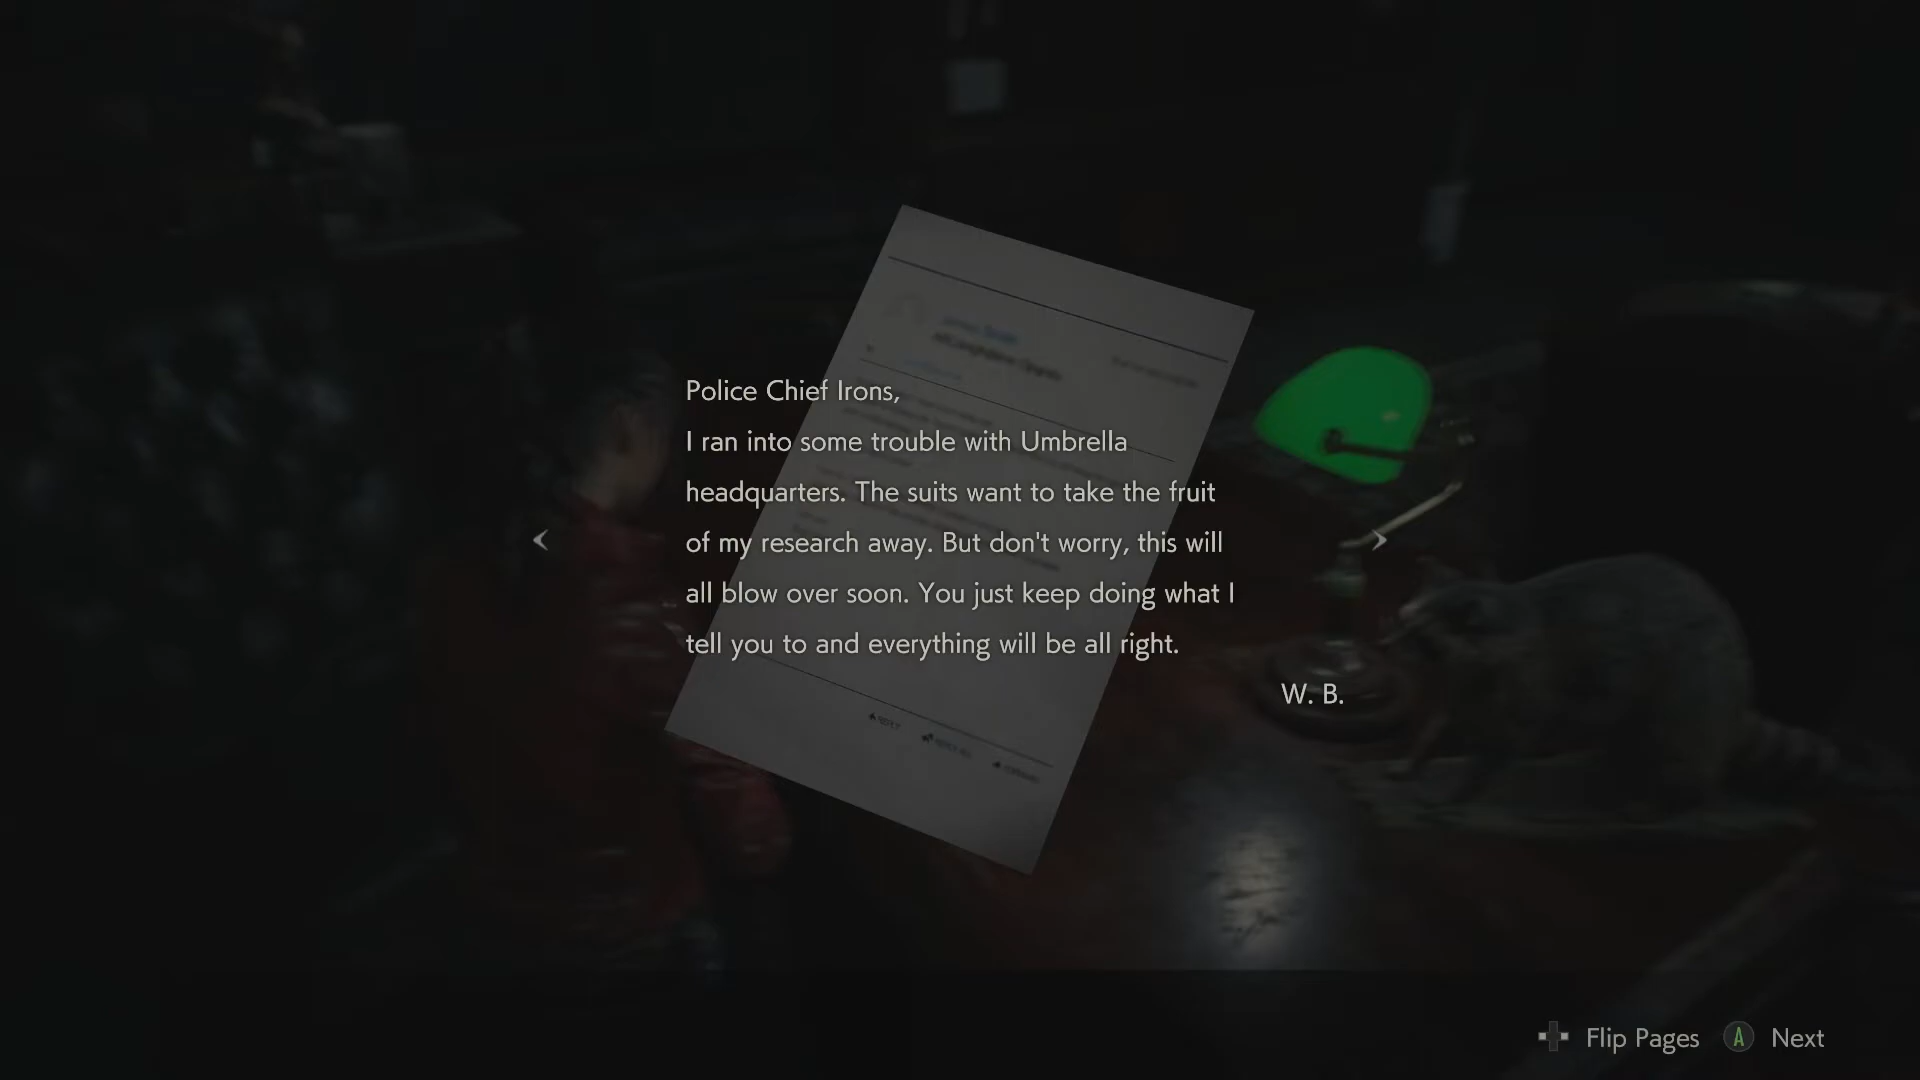 Police Chief Irons,
I ran into some trouble with Umbrella
headquarters. The suits want to take the fruit
of my research away. But don't worry, this will
all blow over soon. You just keep doing what I
tell you to and everything will be all right.
W. B.
Flip Pages A Next